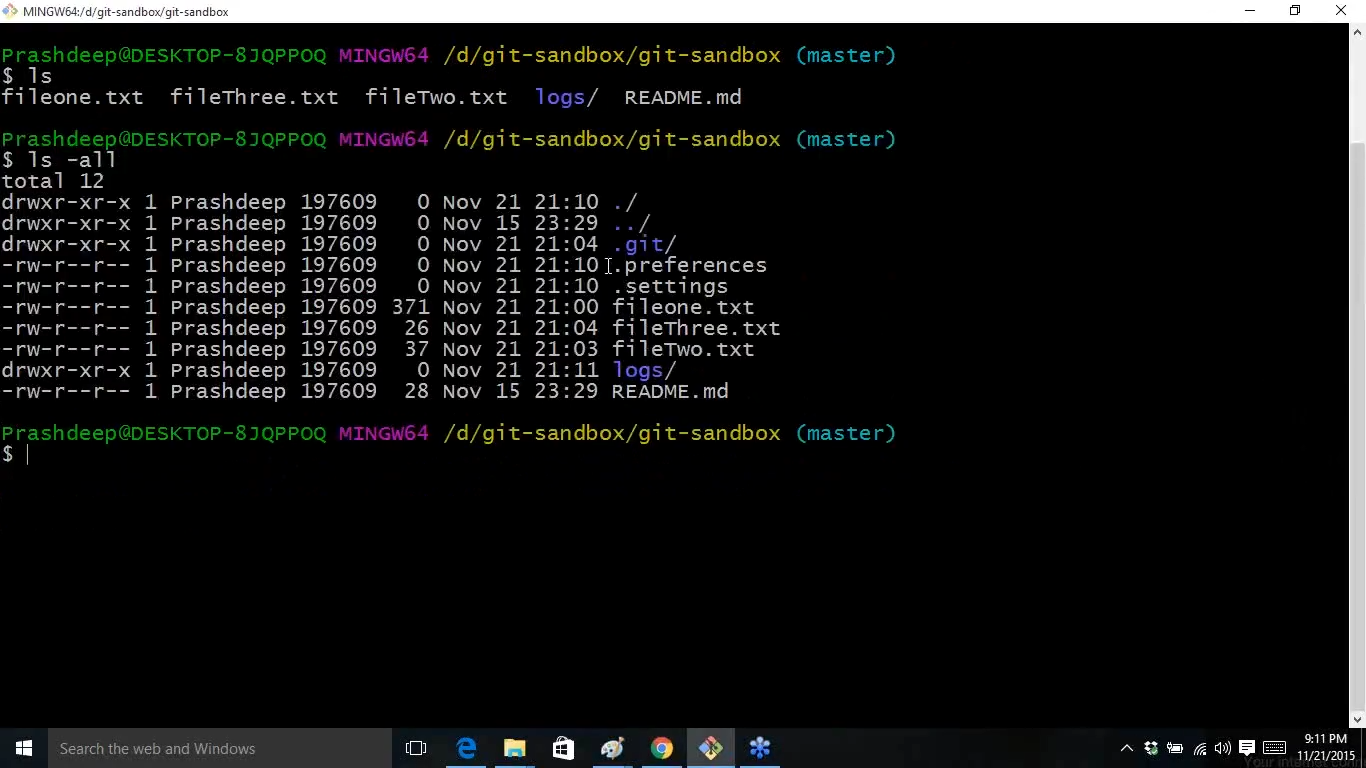 MINGW64:/d/git-sandbox/git-sandbox
Prashdeep@DESKTOP-8JQPPOQ MINGW64 /d/git-sandbox/git-sandbox (master)
$ ls
fileone.txt  fileThree.txt  fileTwo.txt  logs/  README.md
Prashdeep@DESKTOP-8JQPPOQ MINGW64 /d/git-sandbox/git-sandbox (master)
$ ls -all
total 12
drwxr-xr-x 1 Prashdeep 197609   0 Nov 21 21:10 ./
drwxr-xr-x 1 Prashdeep 197609   0 Nov 15 23:29 ../
drwxr-xr-x 1 Prashdeep 197609   0 Nov 21 21:04 .git/
-rw-r--r-- 1 Prashdeep 197609   0 Nov 21 21:10 .preferences
-rw-r--r-- 1 Prashdeep 197609   0 Nov 21 21:10 .settings
-rw-r--r-- 1 Prashdeep 197609 371 Nov 21 21:00 fileone.txt
-rw-r--r-- 1 Prashdeep 197609  26 Nov 21 21:04 fileThree.txt
-rw-r--r-- 1 Prashdeep 197609  37 Nov 21 21:03 fileTwo.txt
drwxr-xr-x 1 Prashdeep 197609   0 Nov 21 21:11 logs/
-rw-r--r-- 1 Prashdeep 197609  28 Nov 15 23:29 README.md
Prashdeep@DESKTOP-8JQPPOQ MINGW64 /d/git-sandbox/git-sandbox (master)
$
Search the web and Windows
9:11 PM
11/21/2015
Your internet conn